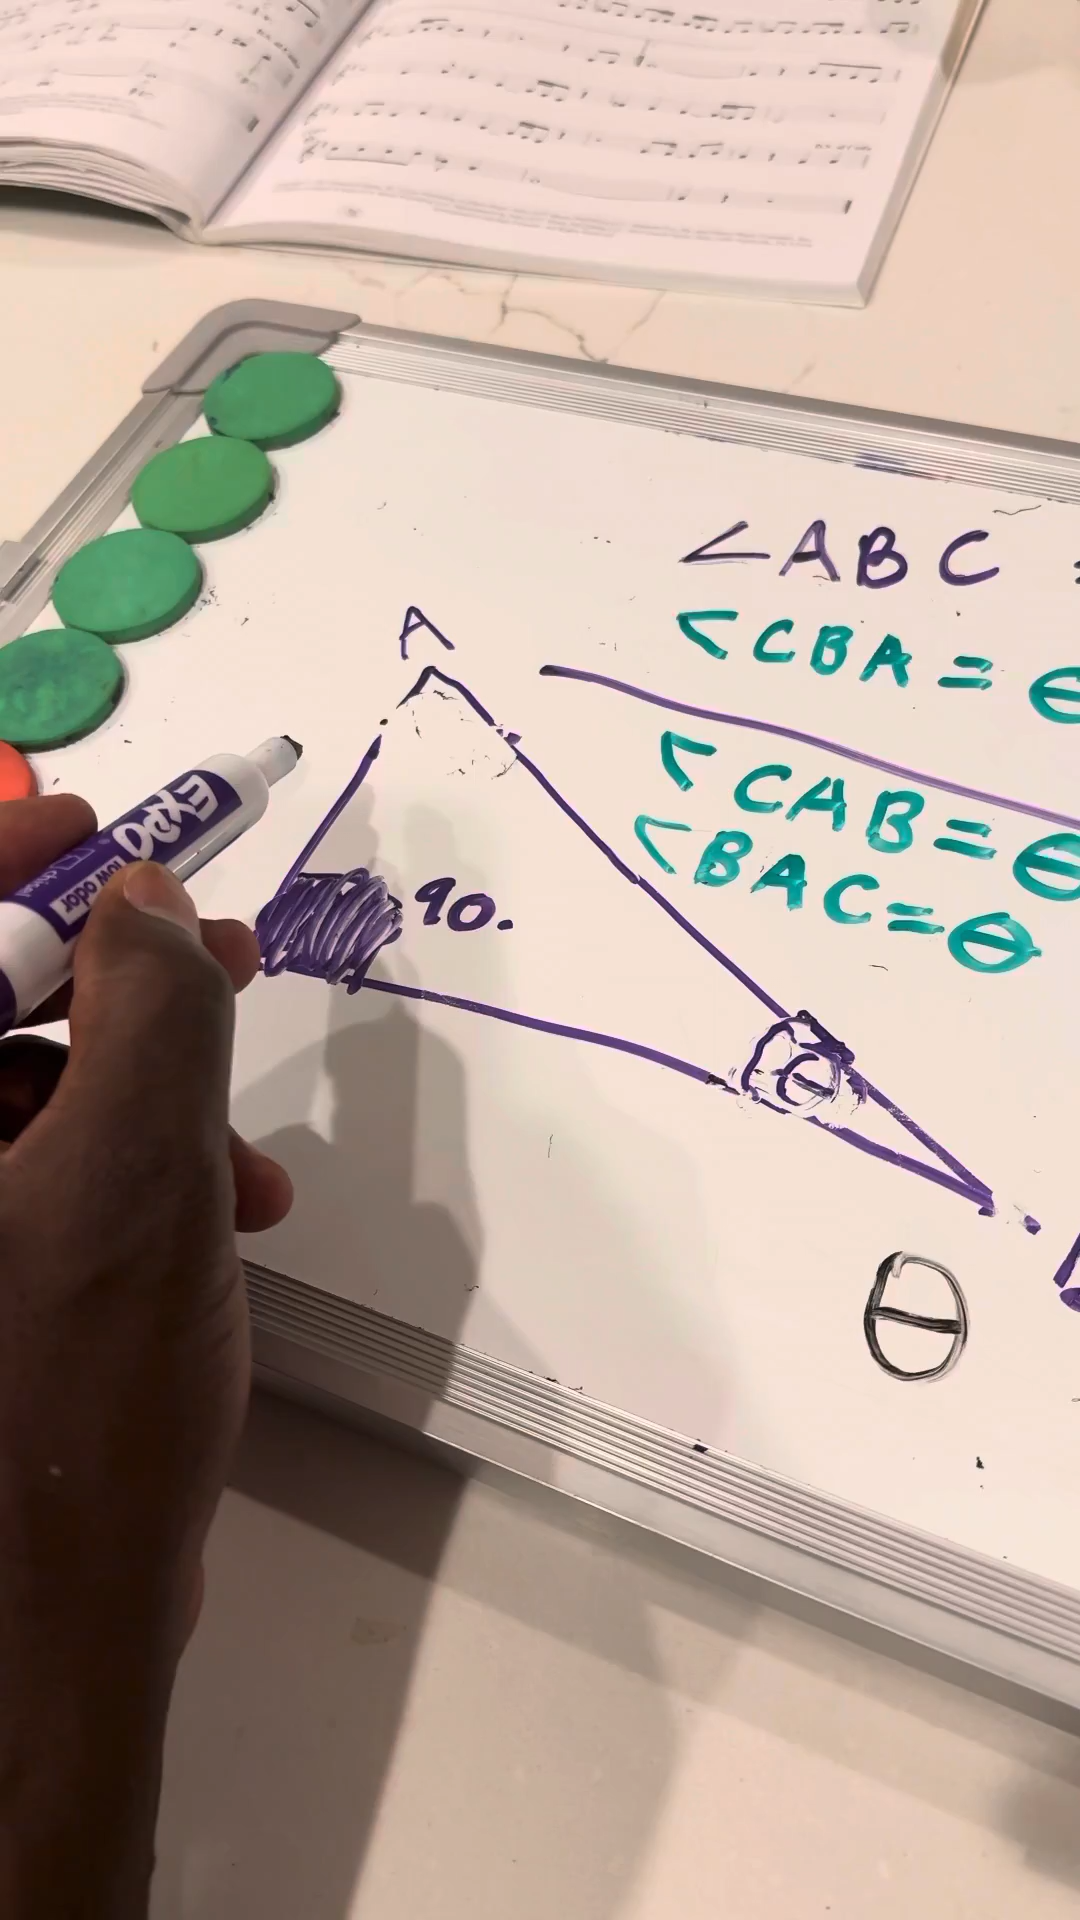 <ABC =
<CBA = θ
A
<CAB = θ
<BAC = θ
EXPO
low odor
90.
θ
θ